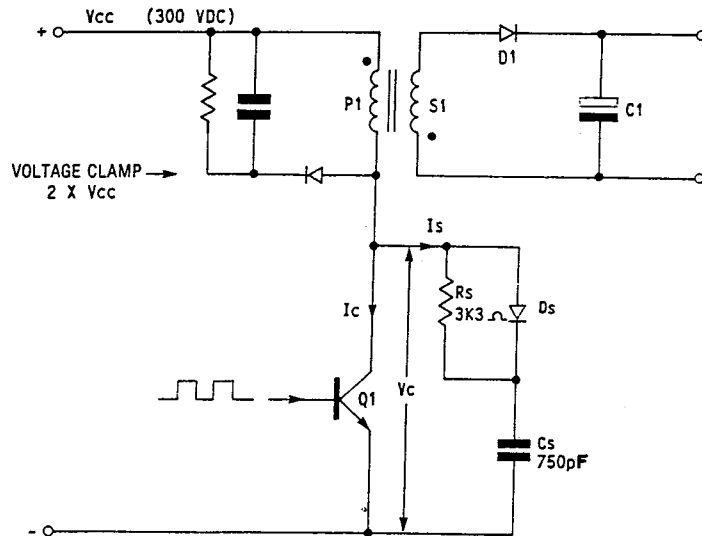 + Vcc (300 VDC)
D1
P1
S1
C1
VOLTAGE CLAMP
2 X Vcc
Is
Rs
3K3
Ds
Ic
Vc
Q1
Cs
750pF
-